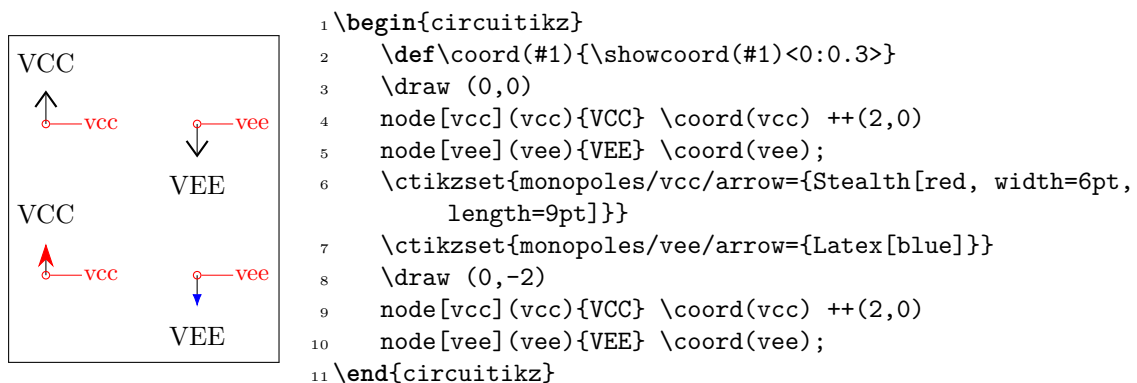 VCC
vcc
vee
VEE
VCC
vcc
vee
VEE
1 \begin{circuitikz}
2     \def\coord(#1){\showcoord(#1)<0:0.3>}
3     \draw (0,0)
4     node[vcc](vcc){VCC} \coord(vcc) ++(2,0)
5     node[vee](vee){VEE} \coord(vee);
6     \ctikzset{monopoles/vcc/arrow={Stealth[red, width=6pt,
length=9pt]}}
7     \ctikzset{monopoles/vee/arrow={Latex[blue]}}
8     \draw (0,-2)
9     node[vcc](vcc){VCC} \coord(vcc) ++(2,0)
10     node[vee](vee){VEE} \coord(vee);
11 \end{circuitikz}